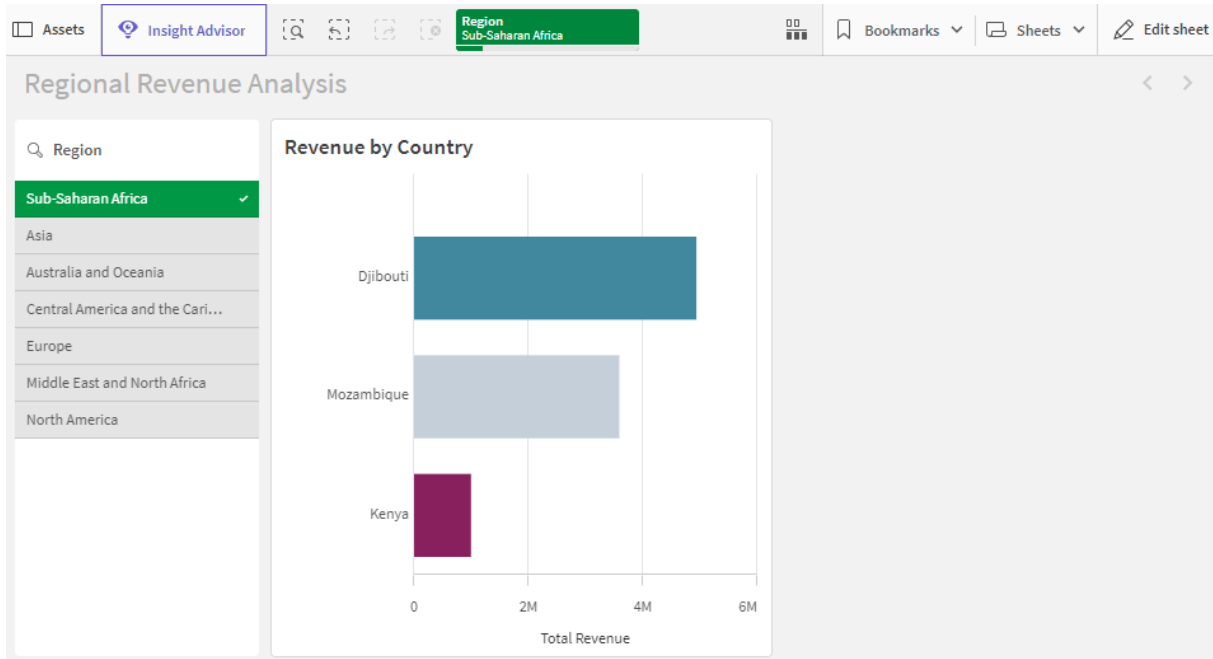 Assets
Insight Advisor
Region
Sub-Saharan Africa
Bookmarks
Sheets
Edit sheet
Regional Revenue Analysis
Region
Sub-Saharan Africa
Asia
Australia and Oceania
Central America and the Cari...
Europe
Middle East and North Africa
North America
Revenue by Country
Djibouti
Mozambique
Kenya
0 2M 4M 6M
Total Revenue